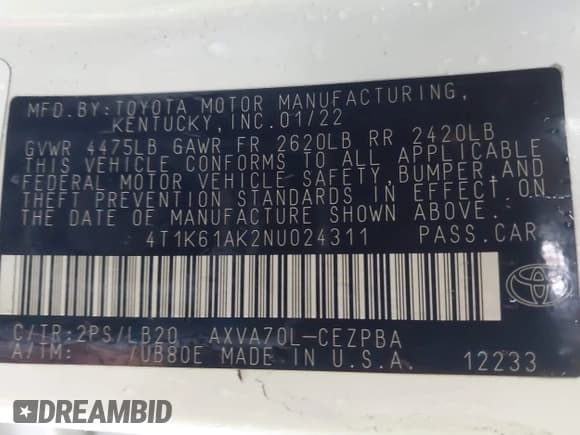 MFD.BY:TOYOTA MOTOR MANUFACTURING,
KENTUCKY,INC.01/22
GVWR 4475LB GAWR FR 2620LB RR 2420LB
THIS VEHICLE CONFORMS TO ALL APPLICABLE
FEDERAL MOTOR VEHICLE SAFETY,BUMPER,AND
THEFT PREVENTION STANDARDS IN EFFECT ON
THE DATE OF MANUFACTURE SHOWN ABOVE.
4T1K61AK2NU024311 PASS.CAR
C/TR:2PS/LB20 AXVA70L-CEZPBA
A/TM: /UB80E MADE IN U.S.A. 12233
DREAMBID
DREAMBID